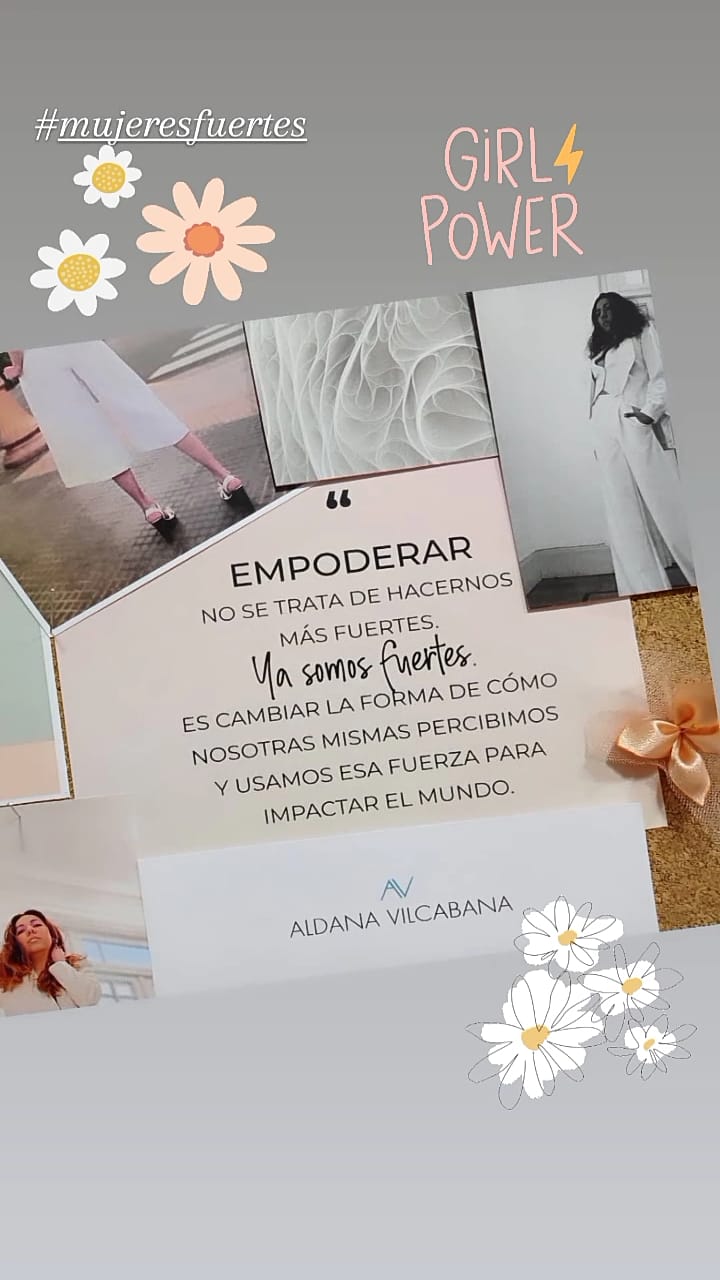 #mujeresfuertes
GiRL
POWER
“
EMPODERAR
NO SE TRATA DE HACERNOS
MÁS FUERTES.
Ya somos fuertes.
ES CAMBIAR LA FORMA DE CÓMO
NOSOTRAS MISMAS PERCIBIMOS
Y USAMOS ESA FUERZA PARA
IMPACTAR EL MUNDO.
AV
ALDANA VILCABANA